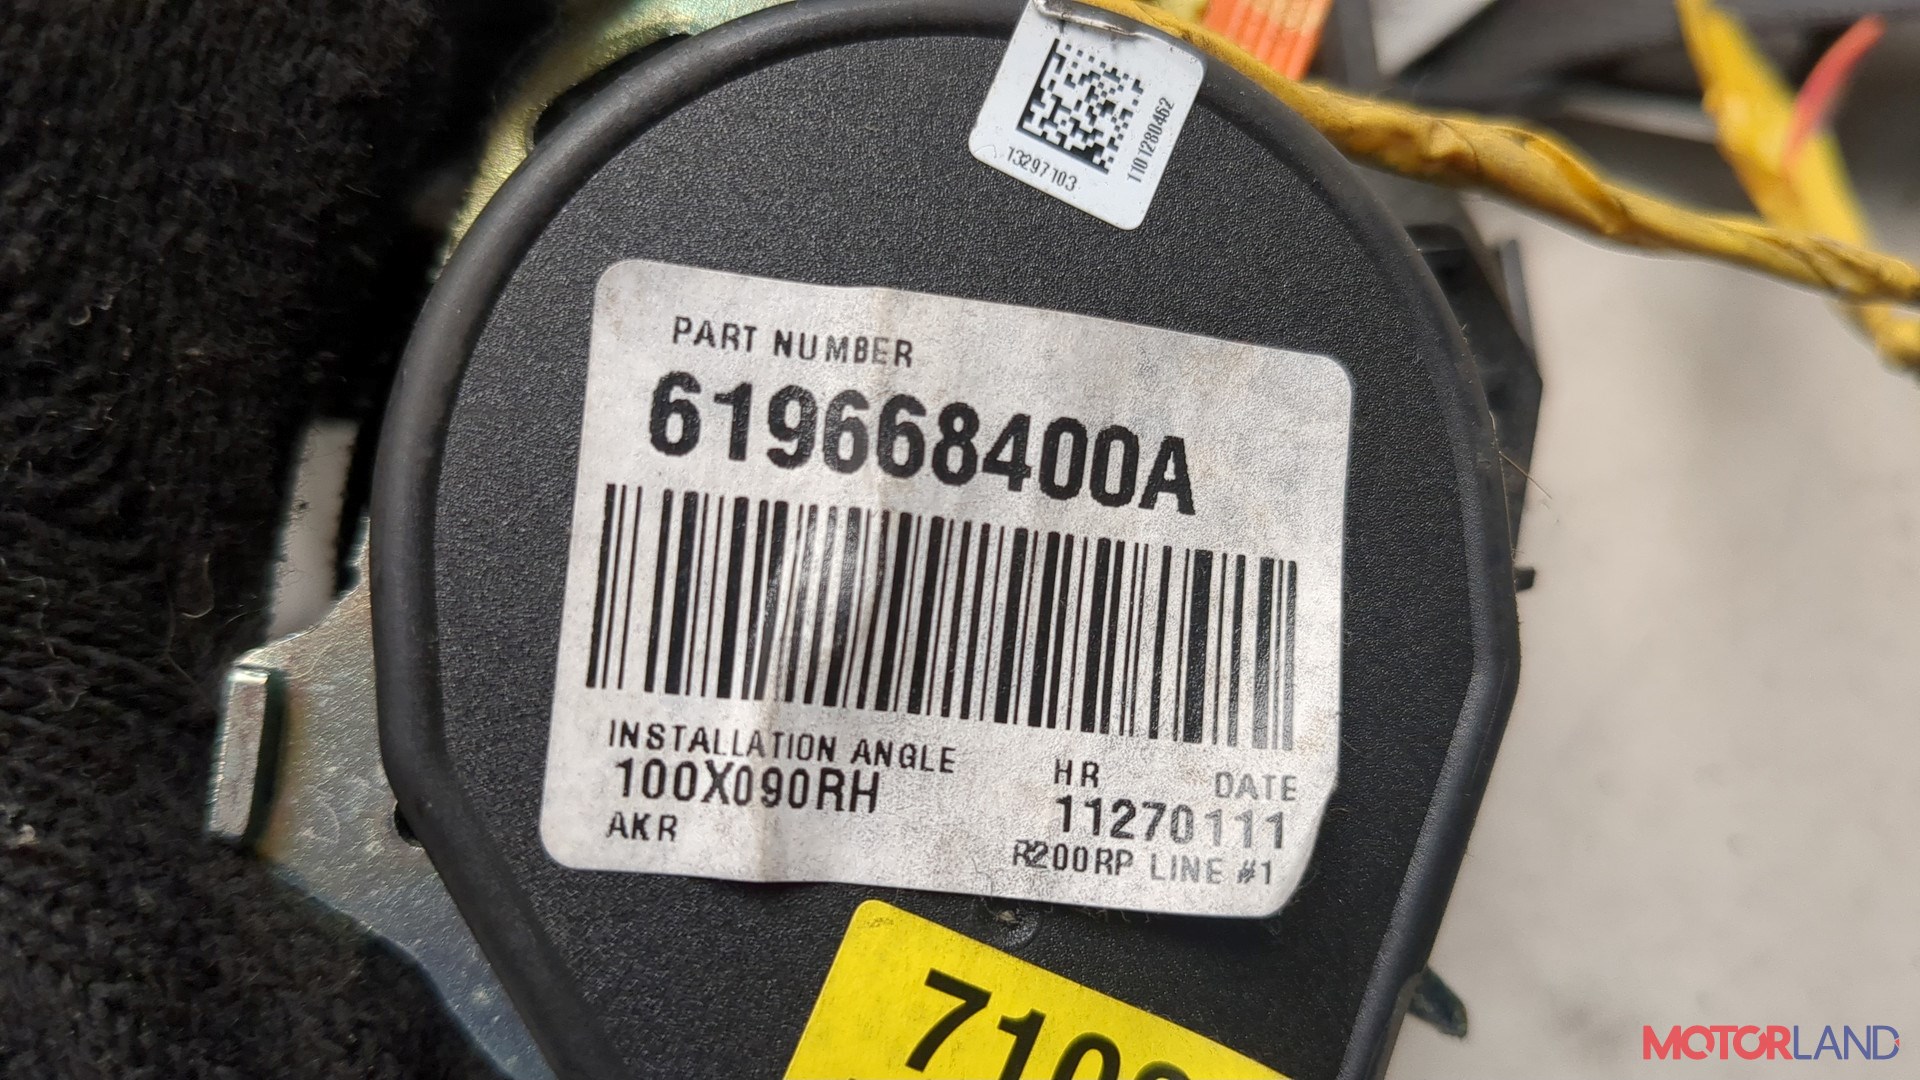 13297103
1101280462
PART NUMBER
619668400A
INSTALLATION ANGLE
100X090RH
AKR
HR DATE
11270111
R200RP LINE #1
MOTORLAND